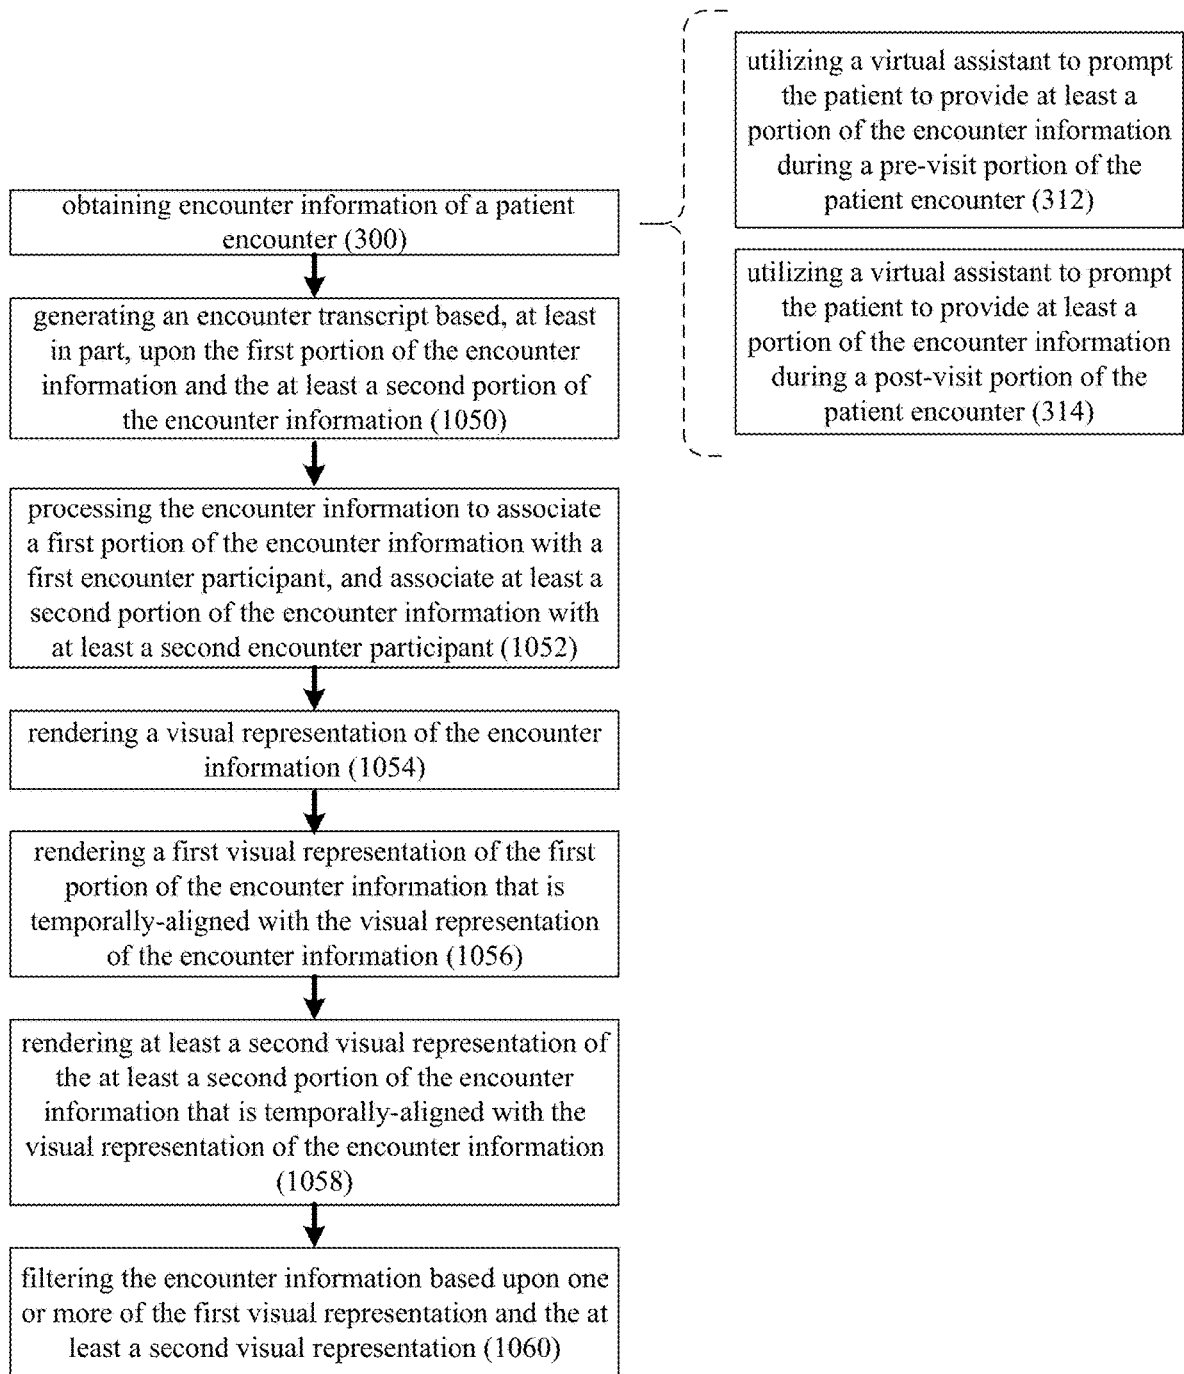 obtaining encounter information of a patient
encounter (300)
utilizing a virtual assistant to prompt
the patient to provide at least a
portion of the encounter information
during a pre-visit portion of the
patient encounter (312)
utilizing a virtual assistant to prompt
the patient to provide at least a
portion of the encounter information
during a post-visit portion of the
patient encounter (314)
generating an encounter transcript based, at least
in part, upon the first portion of the encounter
information and the at least a second portion of
the encounter information (1050)
processing the encounter information to associate
a first portion of the encounter information with a
first encounter participant, and associate at least a
second portion of the encounter information with
at least a second encounter participant (1052)
rendering a visual representation of the encounter
information (1054)
rendering a first visual representation of the first
portion of the encounter information that is
temporally-aligned with the visual representation
of the encounter information (1056)
rendering at least a second visual representation of
the at least a second portion of the encounter
information that is temporally-aligned with the
visual representation of the encounter information
(1058)
filtering the encounter information based upon one
or more of the first visual representation and the at
least a second visual representation (1060)